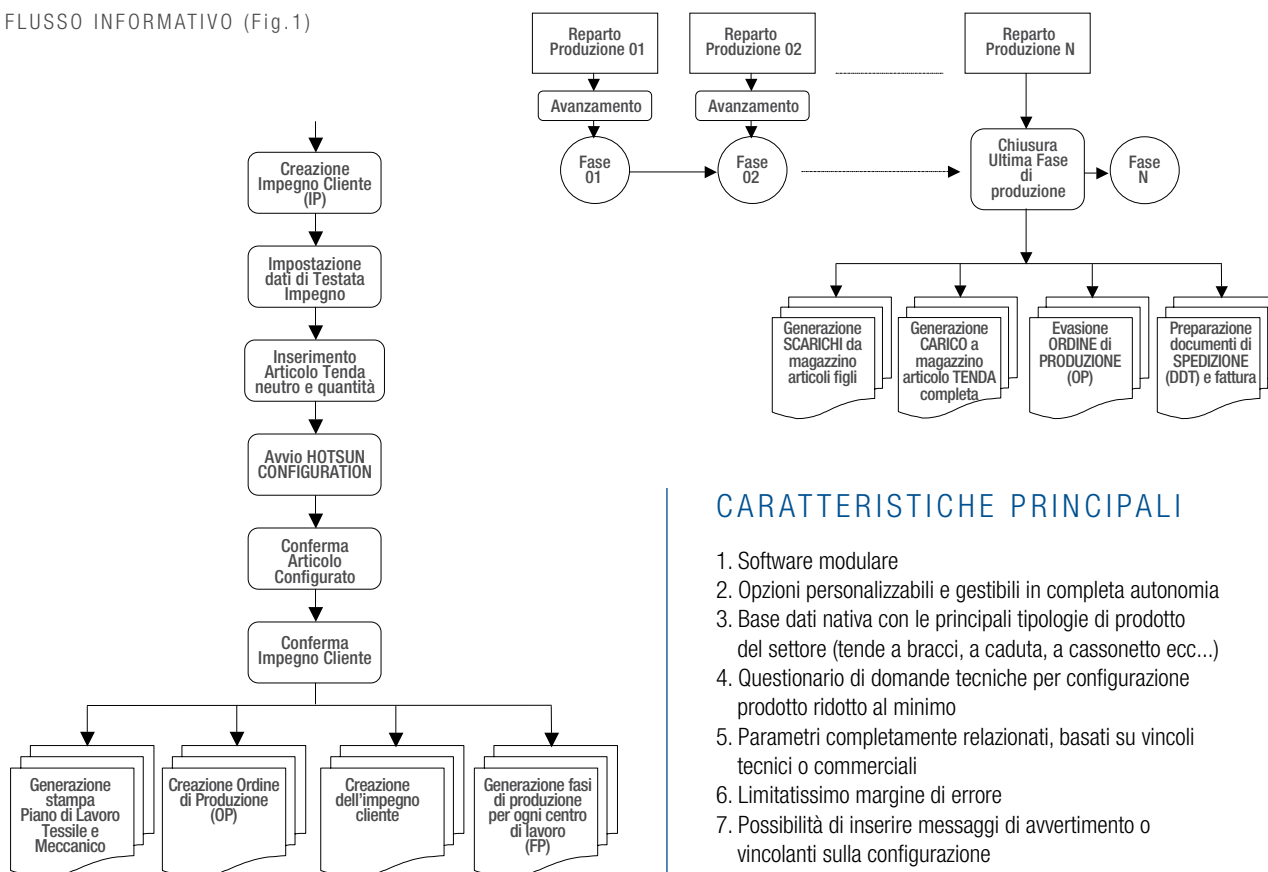 FLUSSO INFORMATIVO (Fig.1)
Creazione
Impegno Cliente
(IP)
Impostazione
dati di Testata
Impegno
Inserimento
Articolo Tenda
neutro e quantità
Avvio HOTSUN
CONFIGURATION
Conferma
Articolo
Configurato
Conferma
Impegno Cliente
Generazione
stampa
Piano di Lavoro
Tessile e
Meccanico
Creazione Ordine
di Produzione
(OP)
Creazione
dell'impegno
cliente
Generazione fasi
di produzione
per ogni centro
di lavoro
(FP)
Reparto
Produzione 01
Reparto
Produzione 02
Reparto
Produzione N
Avanzamento
Avanzamento
Fase
01
Fase
02
Chiusura
Ultima Fase
di
produzione
Fase
N
Generazione
SCARICHI da
magazzino
articoli figli
Generazione
CARICO a
magazzino
articolo TENDA
completa
Evasione
ORDINE di
PRODUZIONE
(OP)
Preparazione
documenti di
SPEDIZIONE
(DDT) e fattura
CARATTERISTICHE PRINCIPALI
1. Software modulare
2. Opzioni personalizzabili e gestibili in completa autonomia
3. Base dati nativa con le principali tipologie di prodotto
del settore (tende a bracci, a caduta, a cassonetto ecc...)
4. Questionario di domande tecniche per configurazione
prodotto ridotto al minimo
5. Parametri completamente relazionati, basati su vincoli
tecnici o commerciali
6. Limitatissimo margine di errore
7. Possibilità di inserire messaggi di avvertimento o
vincolanti sulla configurazione